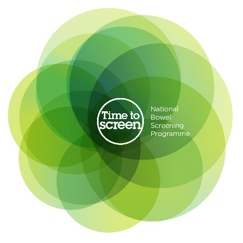 Time to
screen
National
Bowel
Screening
Programme